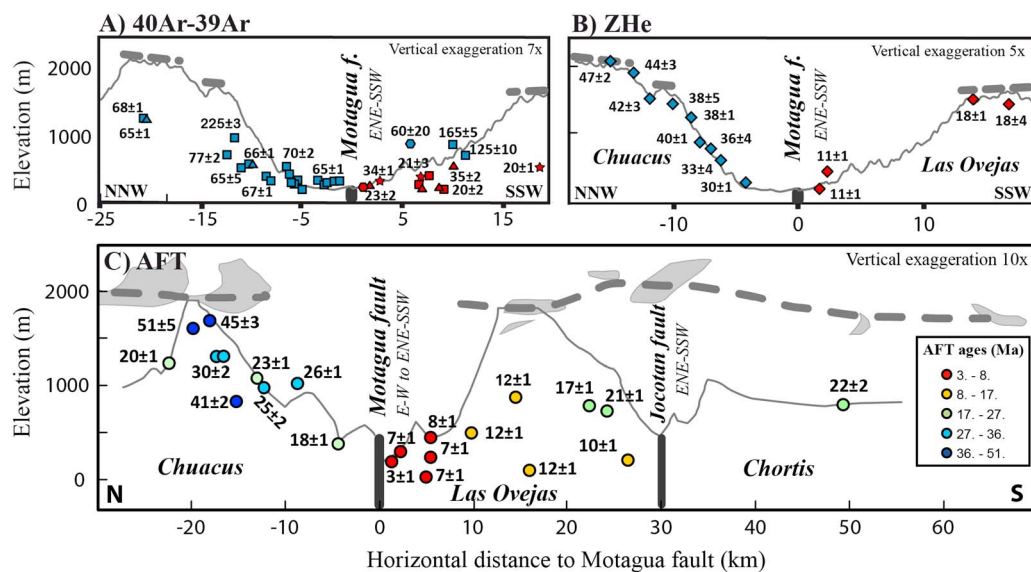 A) 40Ar-39Ar
Vertical exaggeration 7x
Elevation (m)
2000
1000
0
68±1
65±1
225±3
77±2
66±1
65±5
67±1
70±2
65±1
Motagua f.
ENE-SSW
34±1
23±2
60±20
21±3
165±5
125±10
35±2
20±2
20±1
NNW
SSW
-25
-15
-5
5
15
B) ZHe
Vertical exaggeration 5x
47±2
44±3
42±3
38±5
38±1
40±1
36±4
33±4
30±1
Motagua f.
ENE-SSW
11±1
11±1
18±1
18±4
Chuacus
Las Ovejas
NNW
SSW
-10
0
10
C) AFT
Vertical exaggeration 10x
Elevation (m)
2000
1000
0
51±5
45±3
20±1
30±2
23±1
26±1
41±2
25±2
18±1
Motagua fault
E-W to ENE-SSW
7±1
8±1
3±1
7±1
7±1
12±1
12±1
12±1
17±1
21±1
10±1
Jocotan fault
ENE-SSW
22±2
AFT ages (Ma)
3. - 8.
8. - 17.
17. - 27.
27. - 36.
36. - 51.
Chuacus
Las Ovejas
Chortis
N
S
-20
-10
0
10
20
30
40
50
60
Horizontal distance to Motagua fault (km)